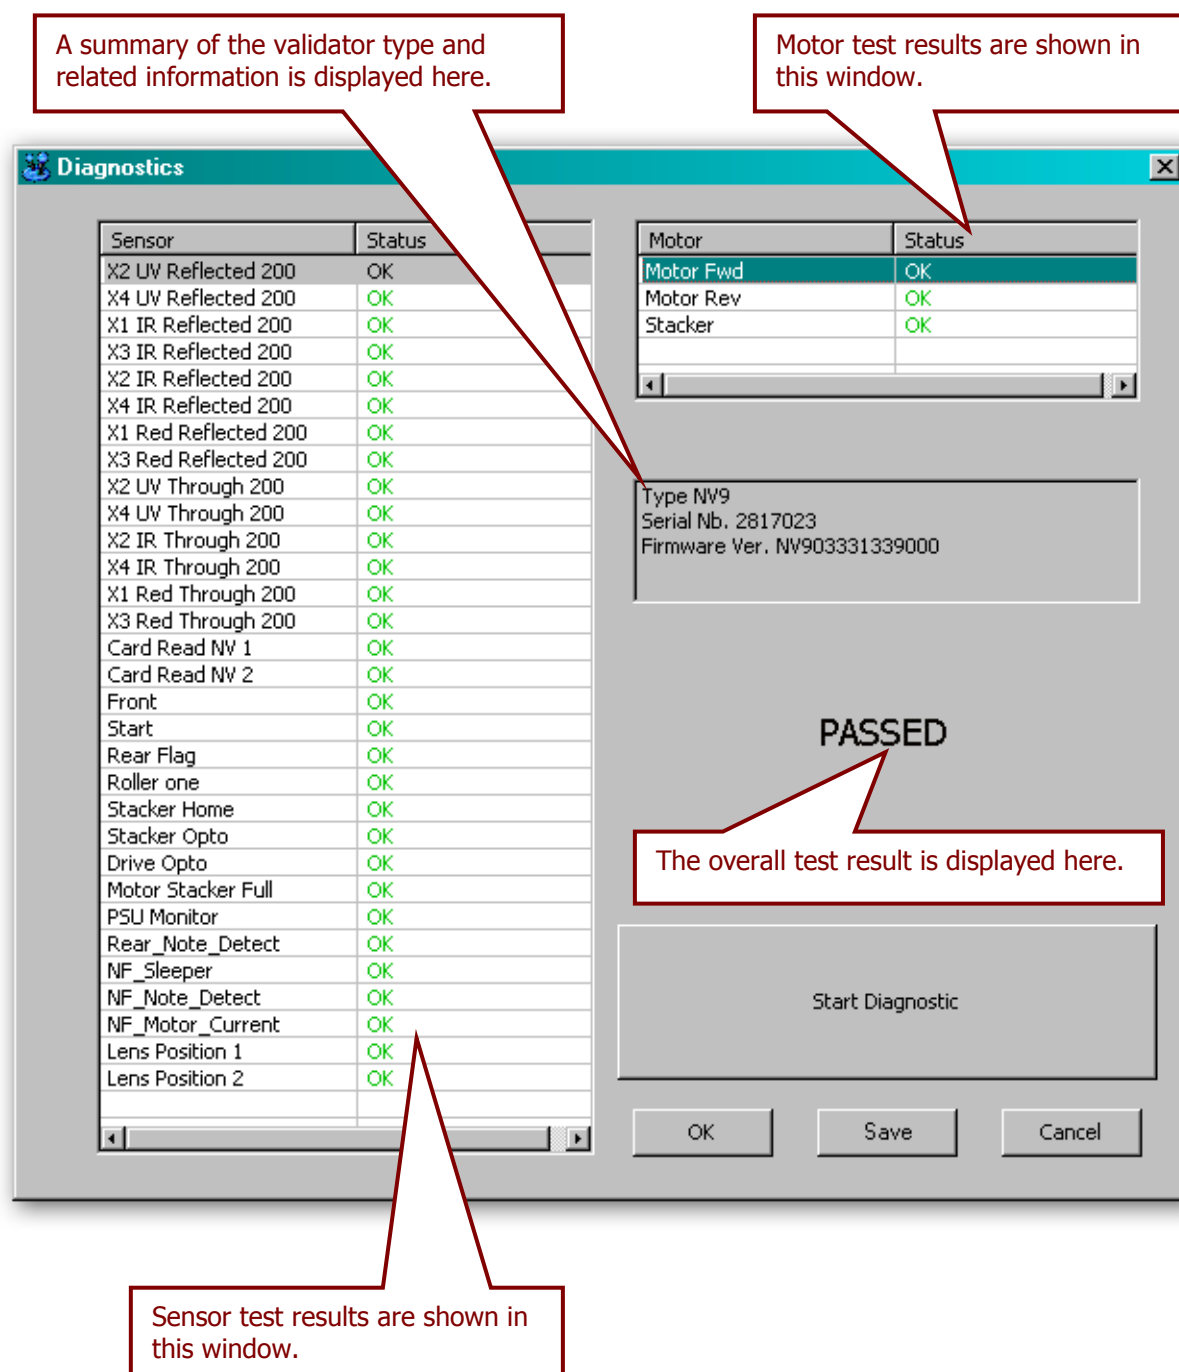 A summary of the validator type and
related information is displayed here.
Motor test results are shown in
this window.
Diagnostics
Sensor Status
X2 UV Reflected 200 OK
X4 UV Reflected 200 OK
X1 IR Reflected 200 OK
X3 IR Reflected 200 OK
X2 IR Reflected 200 OK
X4 IR Reflected 200 OK
X1 Red Reflected 200 OK
X3 Red Reflected 200 OK
X2 UV Through 200 OK
X4 UV Through 200 OK
X2 IR Through 200 OK
X4 IR Through 200 OK
X1 Red Through 200 OK
X3 Red Through 200 OK
Card Read NV 1 OK
Card Read NV 2 OK
Front OK
Start OK
Rear Flag OK
Roller one OK
Stacker Home OK
Stacker Opto OK
Drive Opto OK
Motor Stacker Full OK
PSU Monitor OK
Rear_Note_Detect OK
NF_Sleeper OK
NF_Note_Detect OK
NF_Motor_Current OK
Lens Position 1 OK
Lens Position 2 OK
Motor Status
Motor Fwd OK
Motor Rev OK
Stacker OK
Type NV9
Serial Nb. 2817023
Firmware Ver. NV903331339000
PASSED
The overall test result is displayed here.
Start Diagnostic
OK Save Cancel
Sensor test results are shown in
this window.